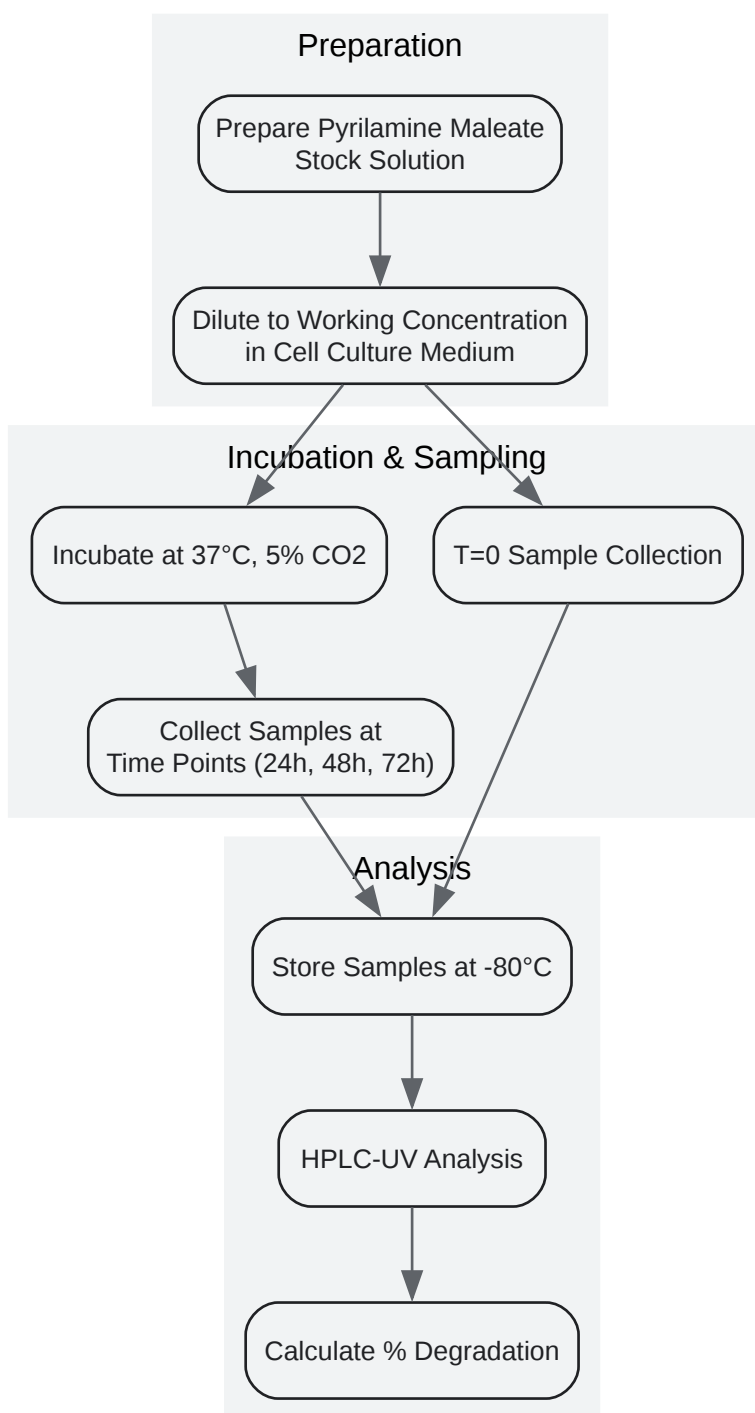 Preparation
Prepare Pyrilamine Maleate
Stock Solution
Dilute to Working Concentration
in Cell Culture Medium
Incubation & Sampling
Incubate at 37°C, 5% CO2
T=0 Sample Collection
Collect Samples at
Time Points (24h, 48h, 72h)
Analysis
Store Samples at -80°C
HPLC-UV Analysis
Calculate % Degradation